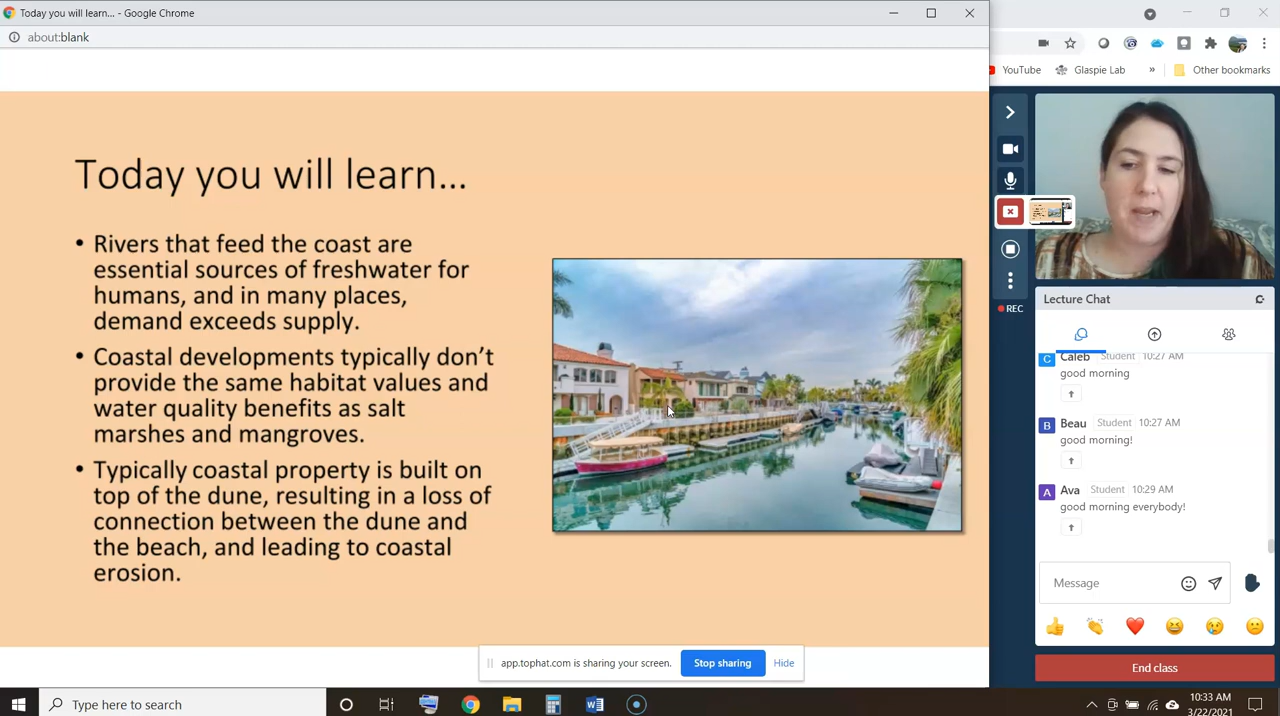 Today you will learn... - Google Chrome
about:blank
YouTube
Glaspie Lab
»
Other bookmarks
Today you will learn…
• Rivers that feed the coast are
essential sources of freshwater for
humans, and in many places,
demand exceeds supply.
• Coastal developments typically don’t
provide the same habitat values and
water quality benefits as salt
marshes and mangroves.
• Typically coastal property is built on
top of the dune, resulting in a loss of
connection between the dune and
the beach, and leading to coastal
erosion.
REC
Lecture Chat
C Caleb Student 10:27 AM
good morning
B Beau Student 10:27 AM
good morning!
A Ava Student 10:29 AM
good morning everybody!
Message
End class
app.tophat.com is sharing your screen. Stop sharing Hide
Type here to search
10:33 AM
3/22/2021